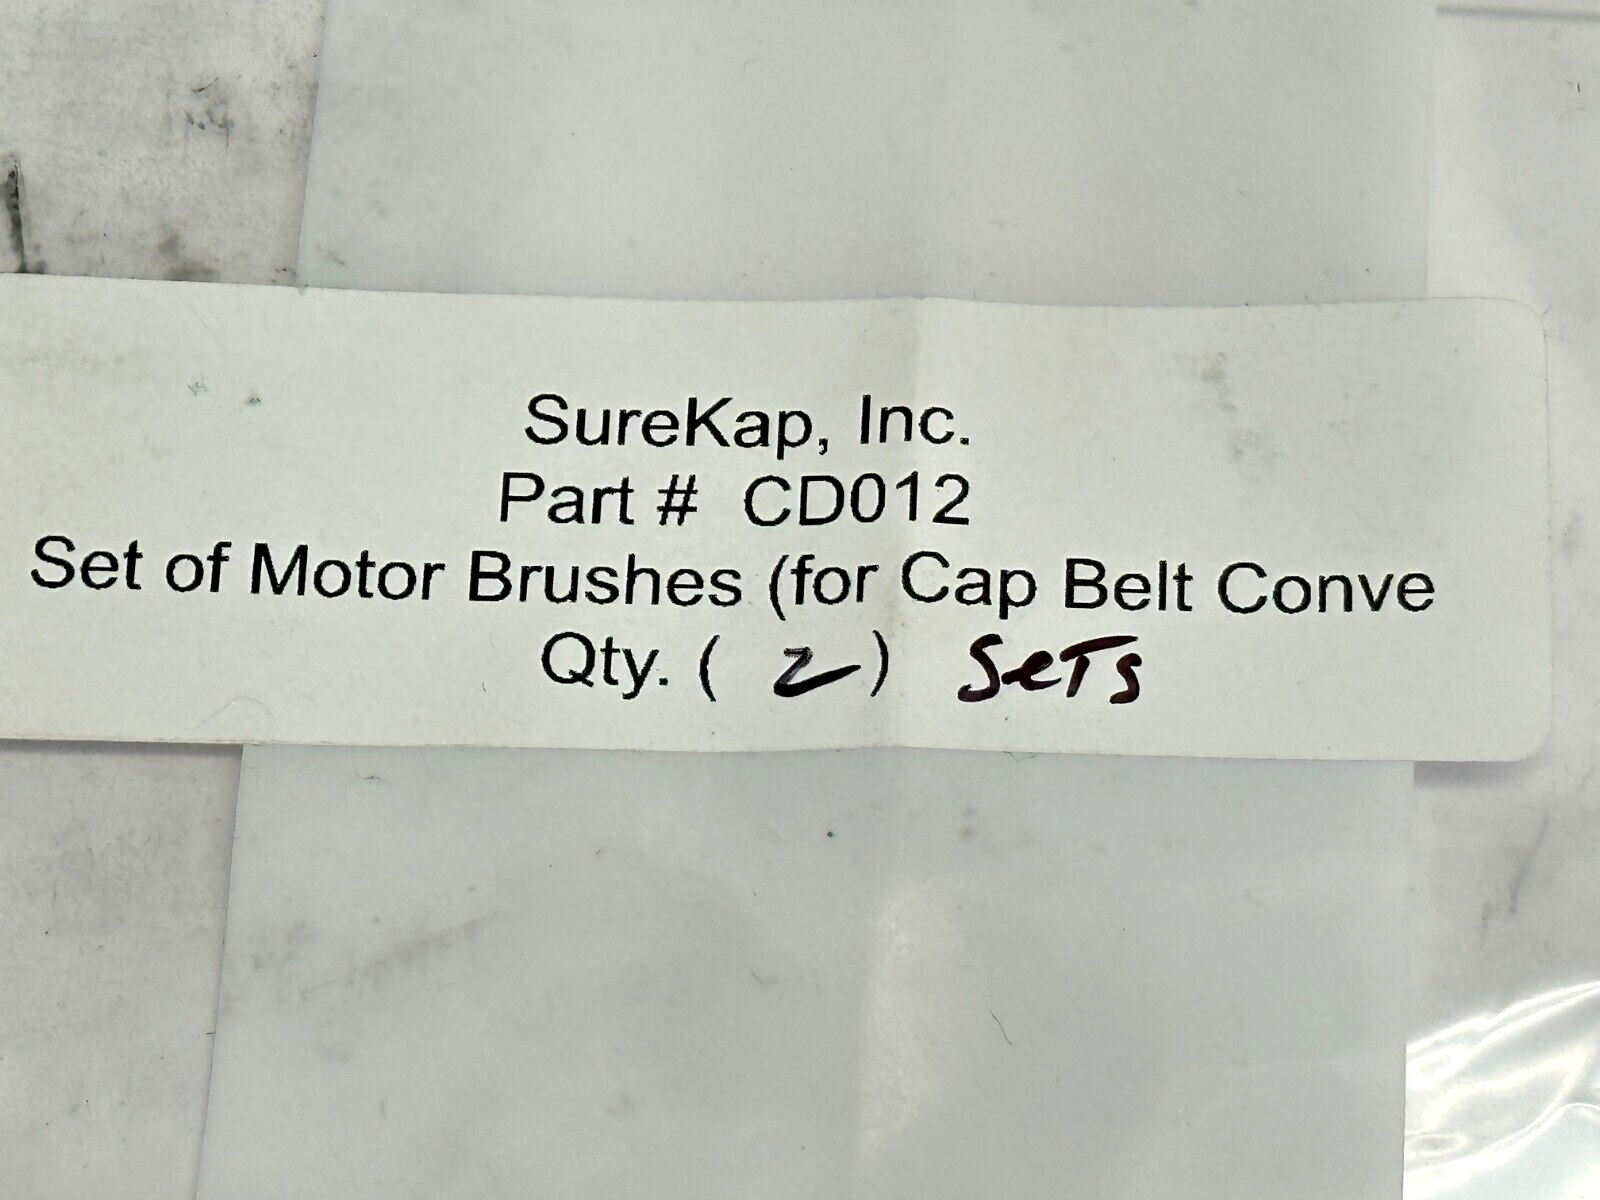 SureKap, Inc.
Part # CD012
Set of Motor Brushes (for Cap Belt Conve
Qty. ( 2 ) SeTs